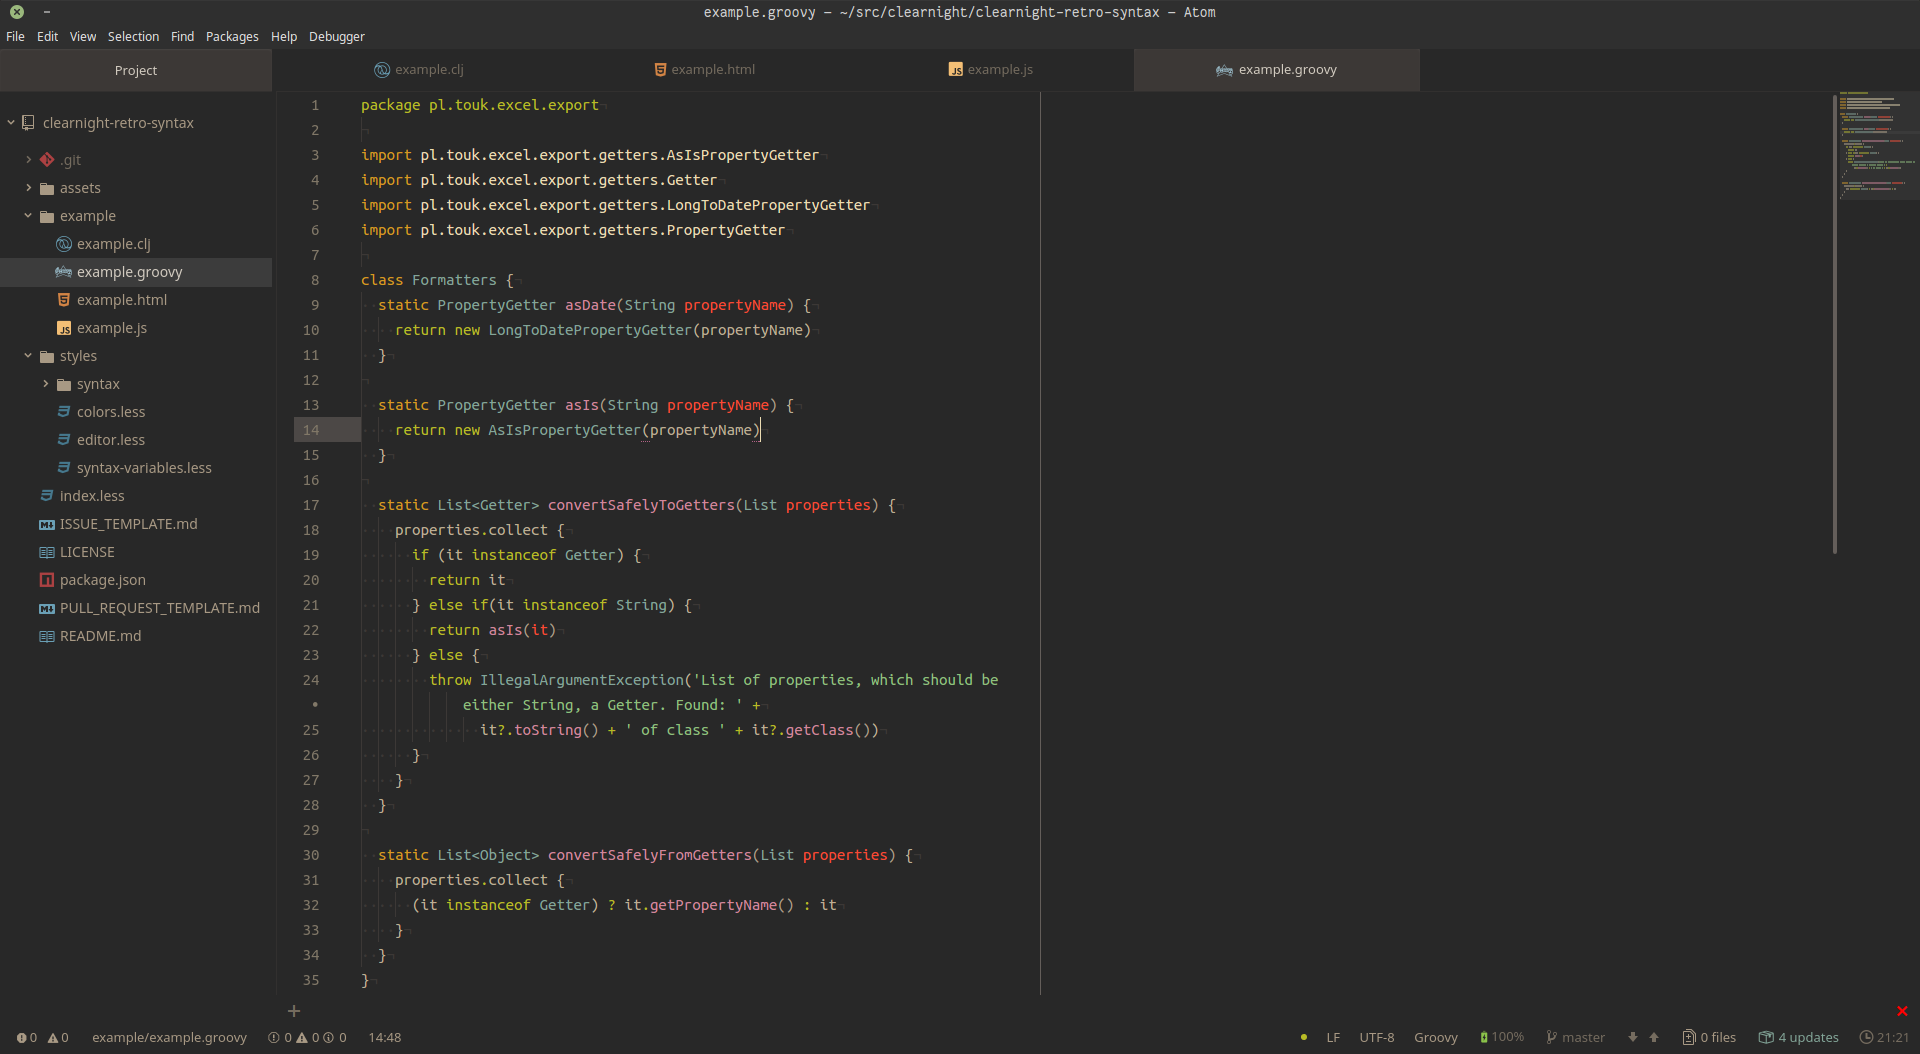 example.groovy — ~/src/clearnight/clearnight-retro-syntax — Atom
File Edit View Selection Find Packages Help Debugger
Project
example.clj
example.html
example.js
example.groovy
clearnight-retro-syntax
.git
assets
example
example.clj
example.groovy
example.html
example.js
styles
syntax
colors.less
editor.less
syntax-variables.less
index.less
ISSUE_TEMPLATE.md
LICENSE
package.json
PULL_REQUEST_TEMPLATE.md
README.md
1 package pl.touk.excel.export
2
3 import pl.touk.excel.export.getters.AsIsPropertyGetter
4 import pl.touk.excel.export.getters.Getter
5 import pl.touk.excel.export.getters.LongToDatePropertyGetter
6 import pl.touk.excel.export.getters.PropertyGetter
7
8 class Formatters {
9 static PropertyGetter asDate(String propertyName) {
10 return new LongToDatePropertyGetter(propertyName)
11 }
12
13 static PropertyGetter asIs(String propertyName) {
14 return new AsIsPropertyGetter(propertyName)
15 }
16
17 static List<Getter> convertSafelyToGetters(List properties) {
18 properties.collect {
19 if (it instanceof Getter) {
20 return it
21 } else if(it instanceof String) {
22 return asIs(it)
23 } else {
24 throw IllegalArgumentException('List of properties, which should be
• either String, a Getter. Found: ' +
25 it?.toString() + ' of class ' + it?.getClass())
26 }
27 }
28 }
29
30 static List<Object> convertSafelyFromGetters(List properties) {
31 properties.collect {
32 (it instanceof Getter) ? it.getPropertyName() : it
33 }
34 }
35 }
0 0 example/example.groovy 0 0 0 14:48
LF UTF-8 Groovy 100% master 0 files 4 updates 21:21